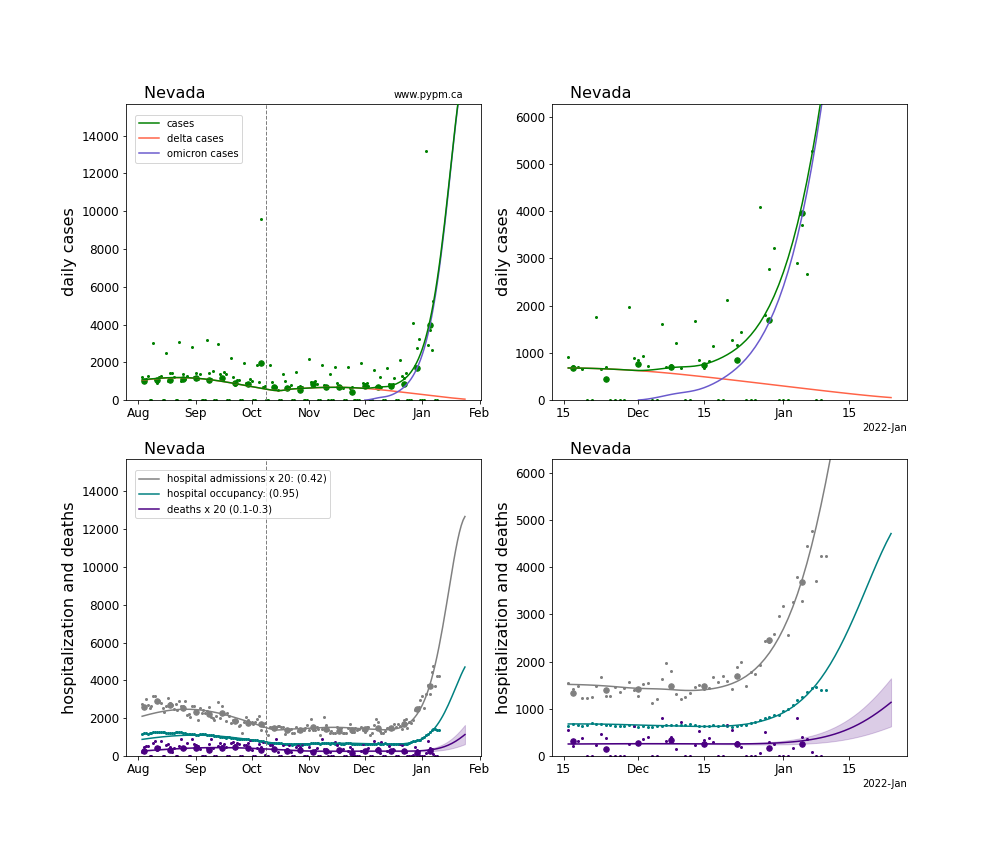 Nevada
www.pypm.ca
daily cases
14000
12000
10000
8000
6000
4000
2000
0
cases
delta cases
omicron cases
Aug Sep Oct Nov Dec Jan Feb
Nevada
daily cases
6000
5000
4000
3000
2000
1000
0
15 Dec 15 Jan 15
2022-Jan
Nevada
hospitalization and deaths
14000
12000
10000
8000
6000
4000
2000
0
hospital admissions x 20: (0.42)
hospital occupancy: (0.95)
deaths x 20 (0.1-0.3)
Aug Sep Oct Nov Dec Jan Feb
Nevada
hospitalization and deaths
6000
5000
4000
3000
2000
1000
0
15 Dec 15 Jan 15
2022-Jan